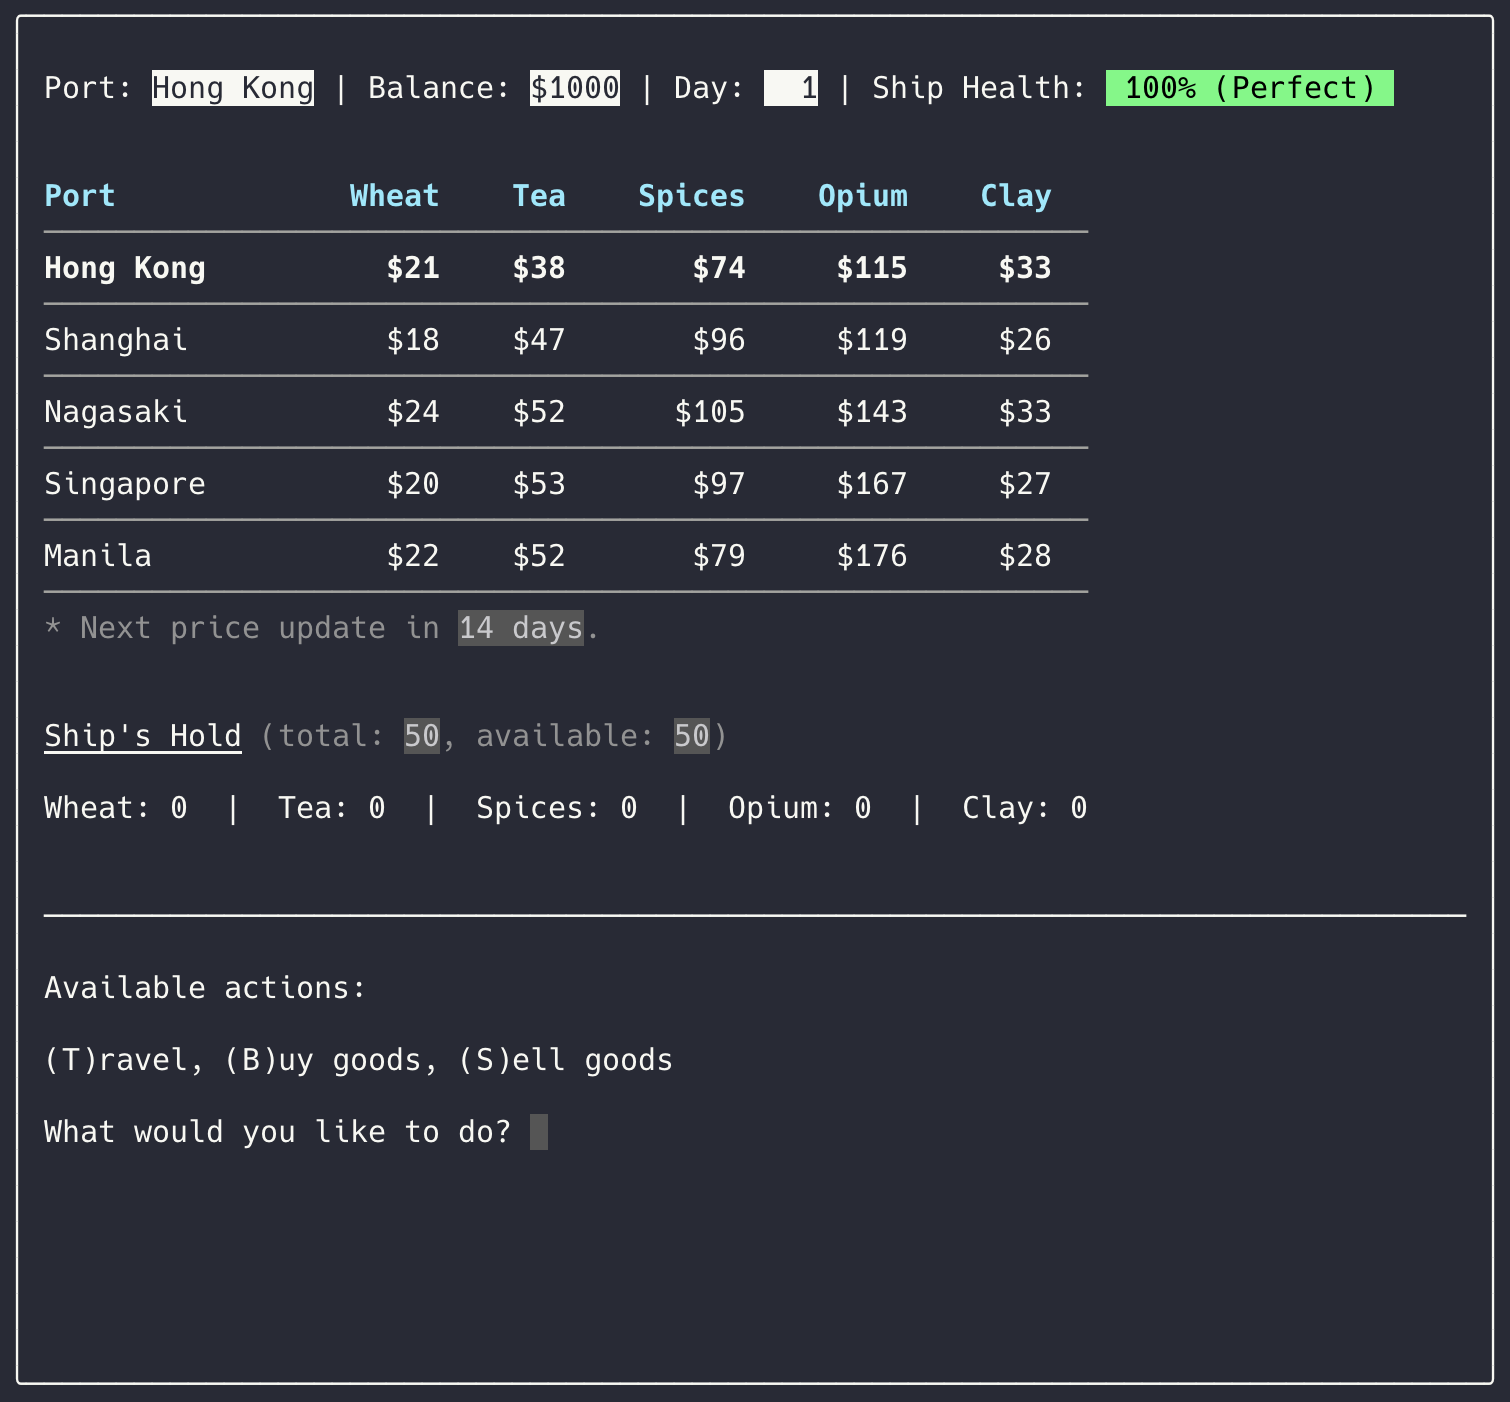 Port: Hong Kong | Balance: $1000 | Day: 1 | Ship Health: 100% (Perfect)
Port Wheat Tea Spices Opium Clay
Hong Kong $21 $38 $74 $115 $33
Shanghai $18 $47 $96 $119 $26
Nagasaki $24 $52 $105 $143 $33
Singapore $20 $53 $97 $167 $27
Manila $22 $52 $79 $176 $28
* Next price update in 14 days.
Ship's Hold (total: 50, available: 50)
Wheat: 0 | Tea: 0 | Spices: 0 | Opium: 0 | Clay: 0
Available actions:
(T)ravel, (B)uy goods, (S)ell goods
What would you like to do?